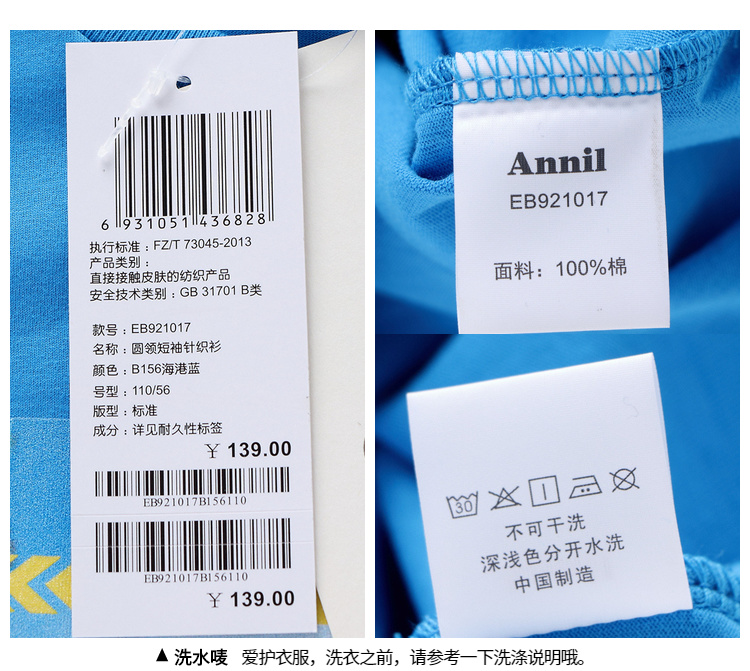 6 931051 436828
执行标准：FZ/T 73045-2013
产品类别：
直接接触皮肤的纺织产品
安全技术类别：GB 31701 B类
款号：EB921017
名称：圆领短袖针织衫
颜色：B156海港蓝
号型：110/56
版型：标准
成分：详见耐久性标签
￥ 139.00
EB921017B156110
EB921017B156110
￥ 139.00
Annil
EB921017
面料：100%棉
30
不可干洗
深浅色分开水洗
中国制造
▲ 洗水唛 爱护衣服，洗衣之前，请参考一下洗涤说明哦。